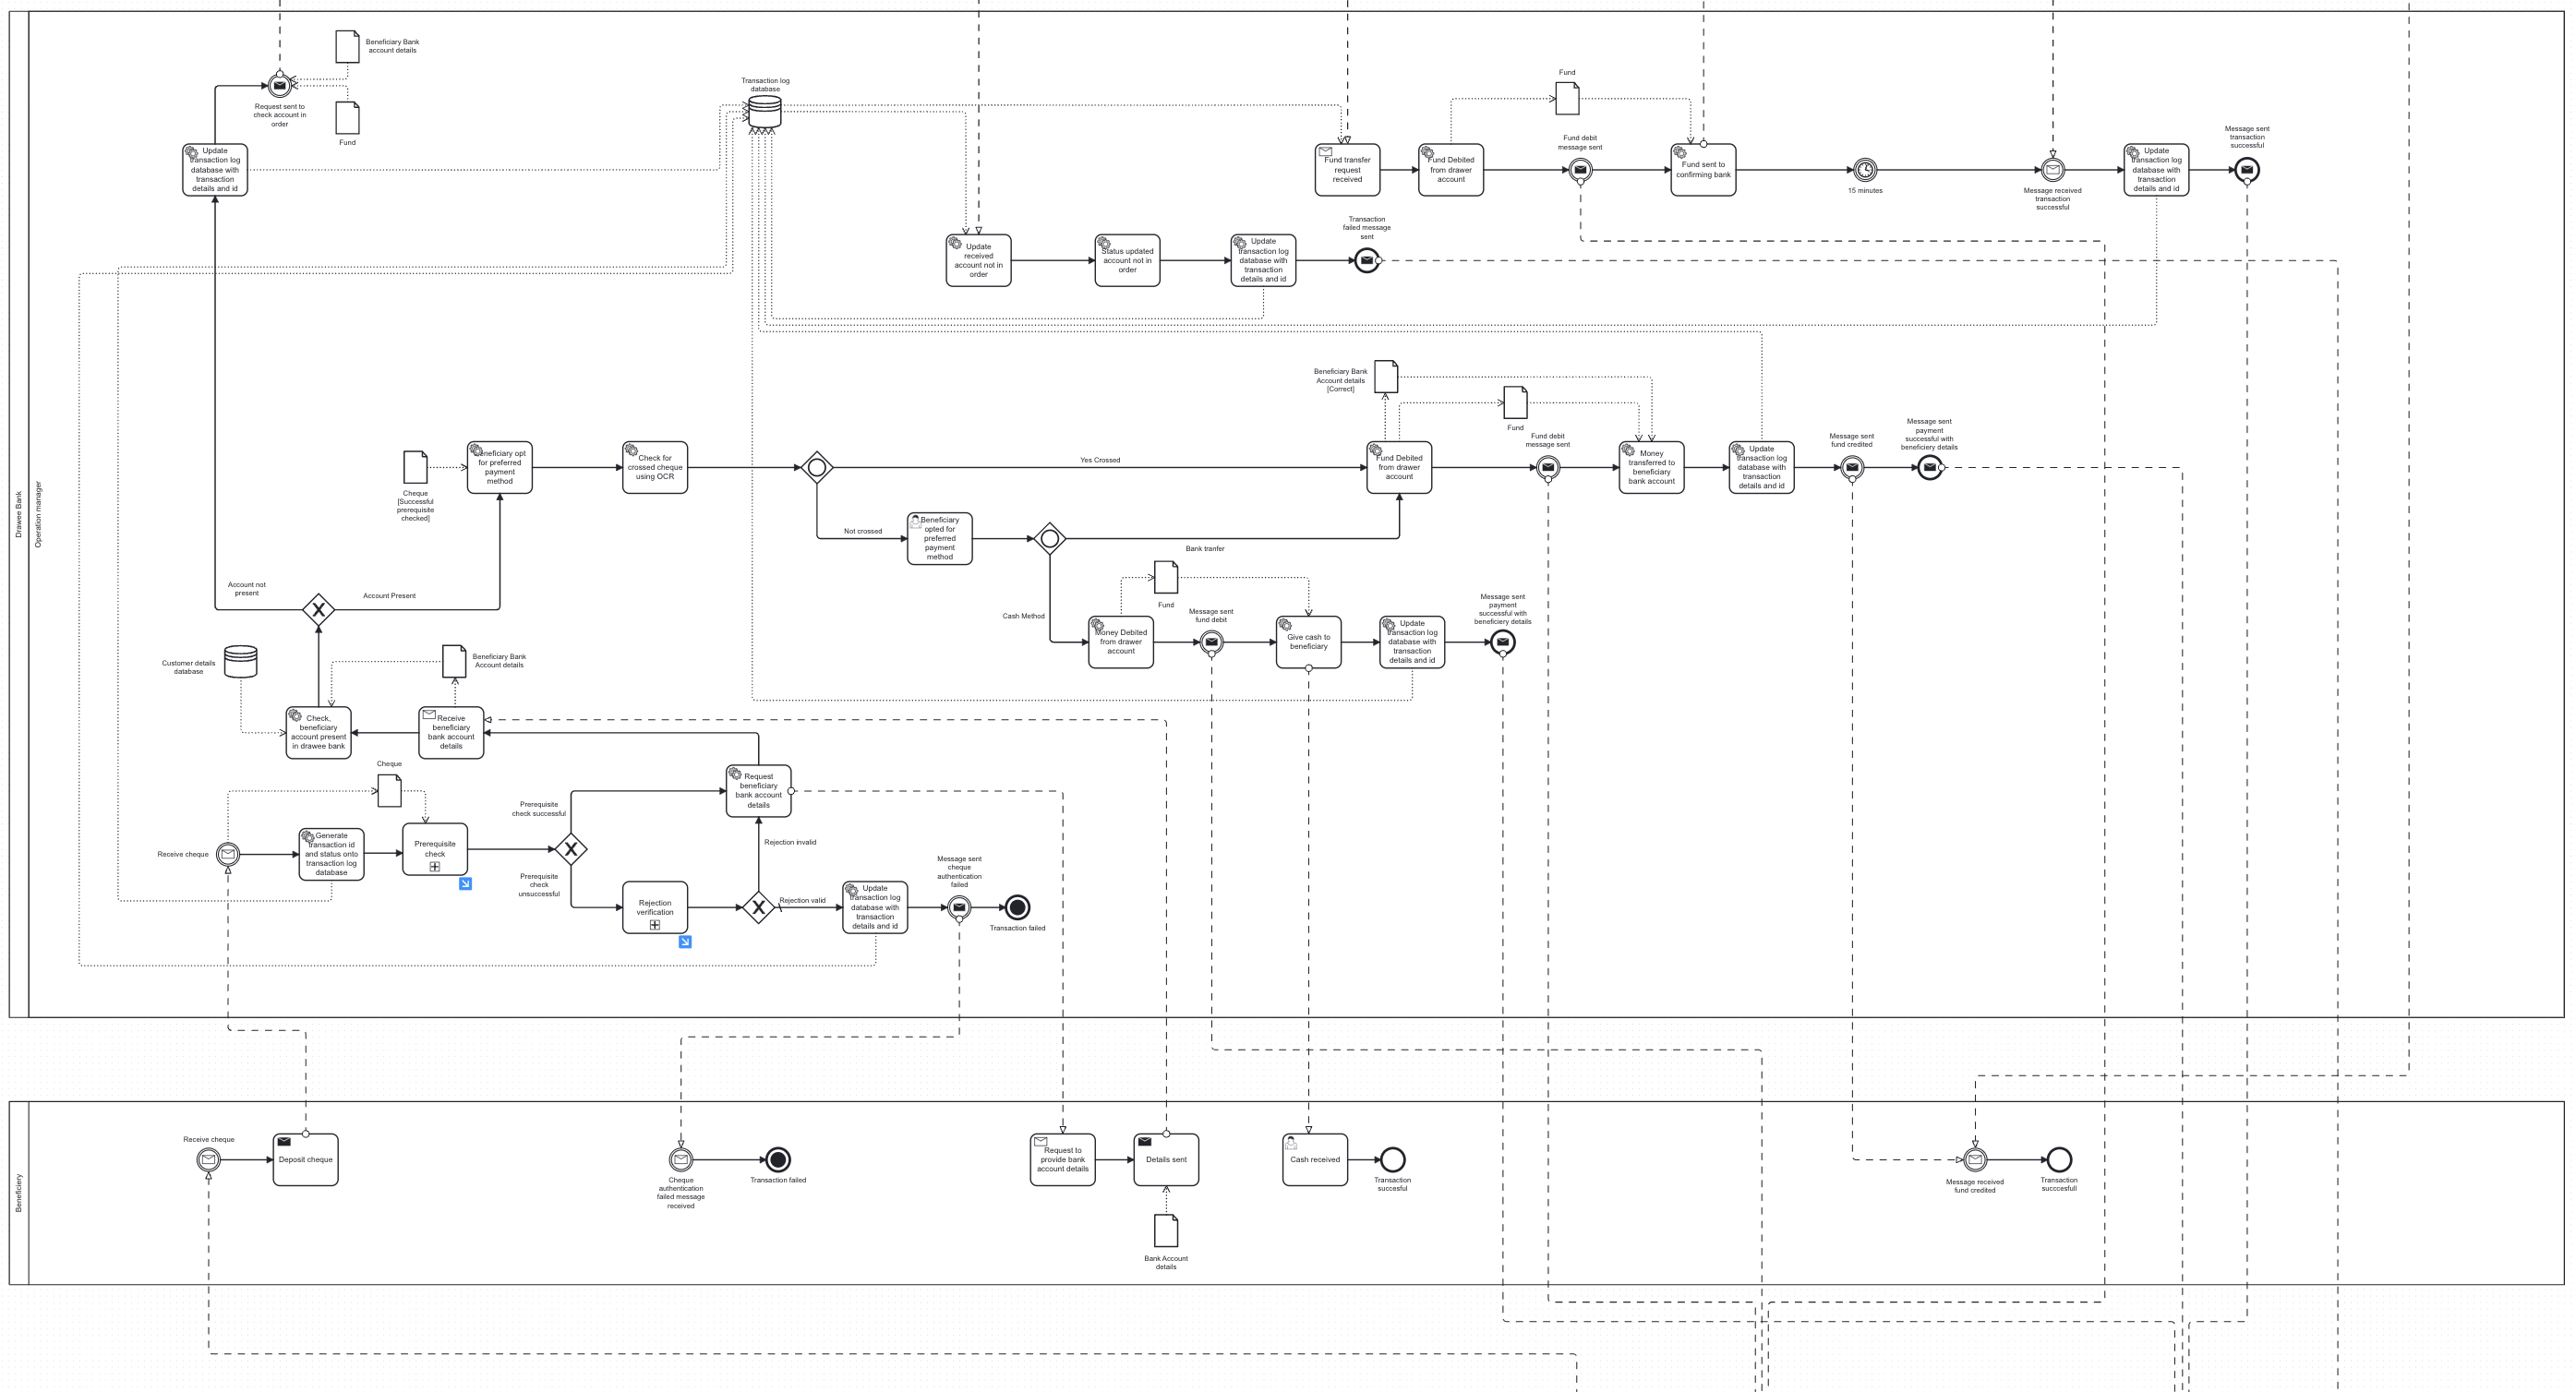 Drawee Bank
Operation manager
Beneficiary Bank
account details
Request sent to
check account in
order
Fund
Update
transaction log
database with
transaction
details and id
Transaction log
database
Fund transfer
request
received
Fund Debited
from drawer
account
Fund
Fund debit
message sent
Fund sent to
confirming bank
15 minutes
Message received
transaction
successful
Update
transaction log
database with
transaction
details and id
Message sent
transaction
successful
Update
received
account not in
order
Status updated
account not in
order
Update
transaction log
database with
transaction
details and id
Transaction
failed message
sent
Cheque
[Successful
prerequisite
checked]
Beneficiary opt
for preferred
payment
method
Check for
crossed cheque
using OCR
Yes Crossed
Not crossed
Beneficiary
opted for
preferred
payment
method
Bank tranfer
Cash Method
Beneficiary Bank
Account details
[Correct]
Fund
Fund Debited
from drawer
account
Fund debit
message sent
Money
transferred to
beneficiary
bank account
Update
transaction log
database with
transaction
details and id
Message sent
fund credited
Message sent
payment
successful with
beneficiery details
Money Debited
from drawer
account
Fund
Message sent
fund debit
Give cash to
beneficiary
Update
transaction log
database with
transaction
details and id
Message sent
payment
successful with
beneficiery details
Account not
present
Account Present
Customer details
database
Beneficiary Bank
Account details
Check,
beneficiary
account present
in drawee bank
Receive
beneficiary
bank account
details
Cheque
Receive cheque
Generate
transaction id
and status onto
transaction log
database
Prerequisite
check
Prerequisite
check successful
Prerequisite
check
unsuccessful
Request
beneficiary
bank account
details
Rejection invalid
Rejection
verification
Rejection valid
Update
transaction log
database with
transaction
details and id
Message sent
cheque
authentication
failed
Transaction failed
Beneficiery
Receive cheque
Deposit cheque
Cheque
authentication
failed message
received
Transaction failed
Request to
provide bank
account details
Details sent
Bank Account
details
Cash received
Transaction
succesful
Message received
fund credited
Transaction
succcesfull